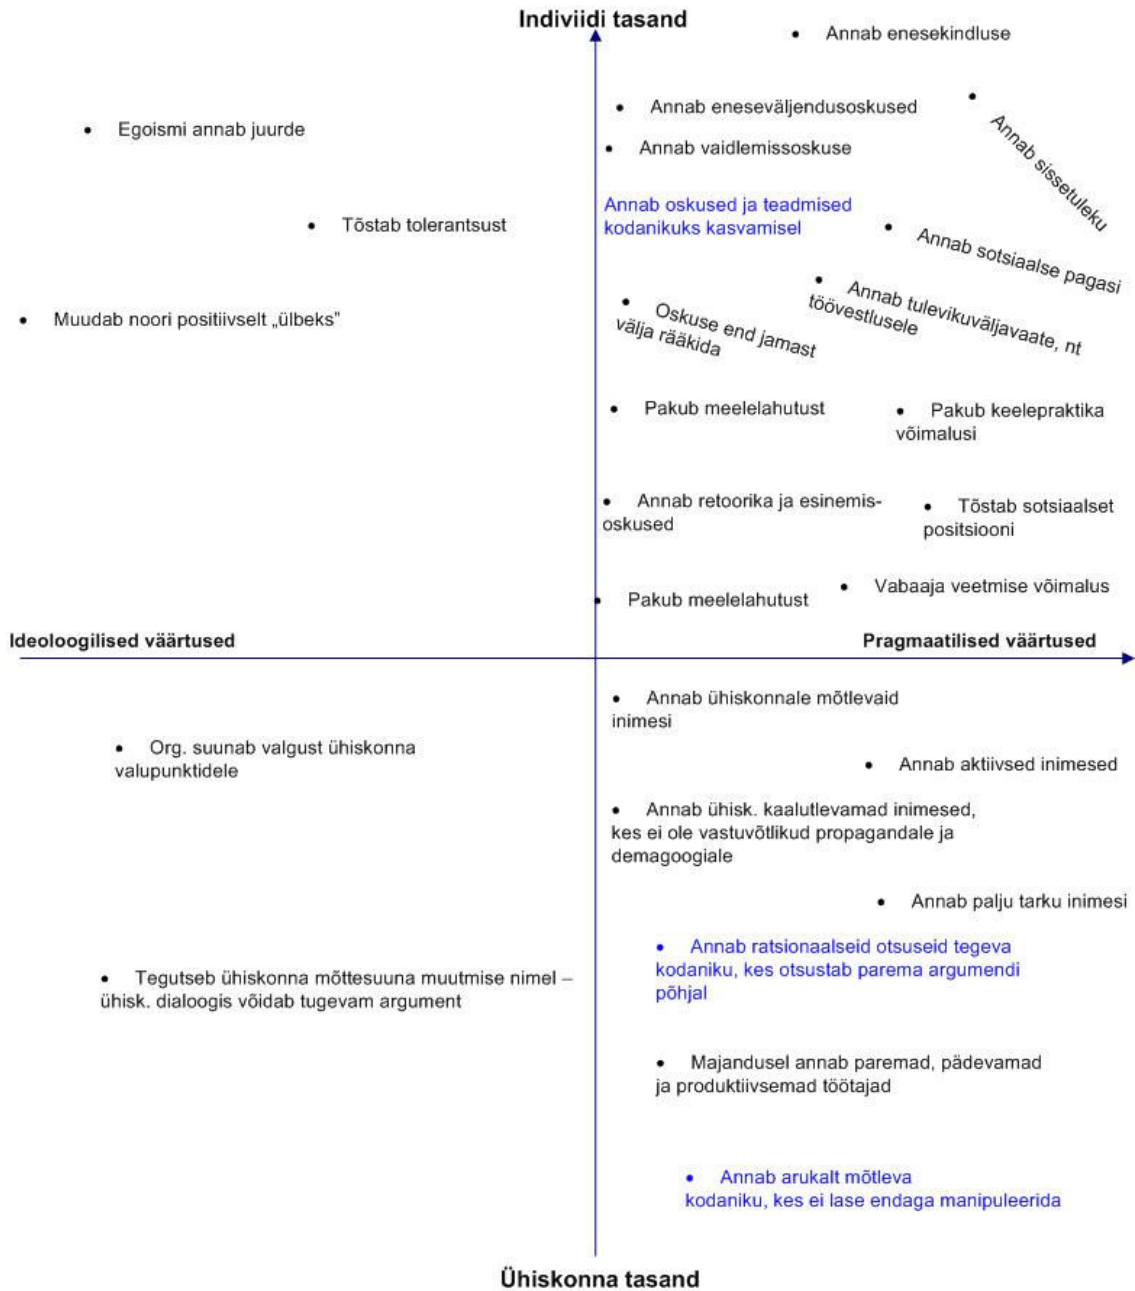 Indiviidi tasand
• Annab enesekindluse
• Annab eneseväljendusoskused
• Annab sissetuleku
• Egoismi annab juurde
• Annab vaidlemissoskuse
Annab oskused ja teadmised
kodanikuks kasvamisel
• Tõstab tolerantsust
• Annab sotsiaalse pagasi
• Annab tulevikuväljavaate, nt
töövestlusele
• Muudab noori positiivselt „ülbeks”
• Oskuse end jamast
välja rääkida
• Pakub meelelahutust
• Pakub keelepraktika
võimalusi
• Annab retoorika ja esinemis-
oskused
• Tõstab sotsiaalset
positsiooni
• Pakub meelelahutust
• Vabaaja veetmise võimalus
Ideoloogilised väärtused
Pragmaatilised väärtused
• Annab ühiskonnale mõtlevaid
inimesi
• Org. suunab valgust ühiskonna
valupunktidele
• Annab aktiivsed inimesed
• Annab ühisk. kaalutlevamad inimesed,
kes ei ole vastuvõtlikud propagandale ja
demagoogiale
• Annab palju tarku inimesi
• Annab ratsionaalseid otsuseid tegeva
kodaniku, kes otsustab parema argumendi
põhjal
• Tegutseb ühiskonna mõttesuuna muutmise nimel –
ühisk. dialoogis võidab tugevam argument
• Majandusel annab paremad, pädevamad
ja produktiivsemad töötajad
• Annab arukalt mõtleva
kodaniku, kes ei lase endaga manipuleerida
Ühiskonna tasand